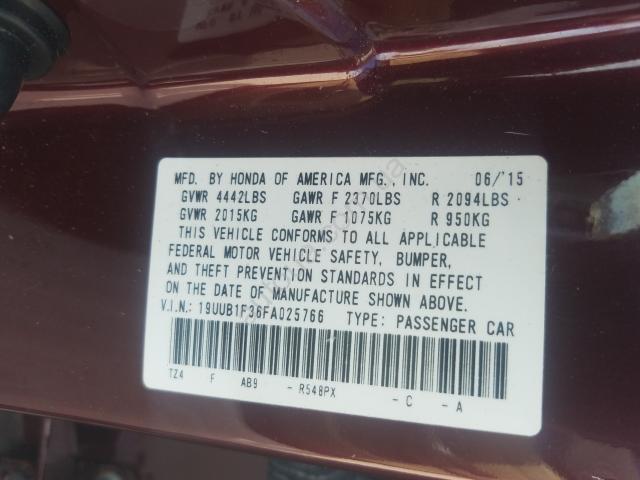 MFD. BY HONDA OF AMERICA MFG., INC. 06/'15
GVWR 4442LBS GAWR F 2370LBS R 2094LBS
GVWR 2015KG GAWR F 1075KG R 950KG
THIS VEHICLE CONFORMS TO ALL APPLICABLE
FEDERAL MOTOR VEHICLE SAFETY, BUMPER,
AND THEFT PREVENTION STANDARDS IN EFFECT
ON THE DATE OF MANUFACTURE SHOWN ABOVE.
V.I.N.: 19UUB1F36FA025766 TYPE: PASSENGER CAR
TZ4 F AB9 - R548PX - C - A